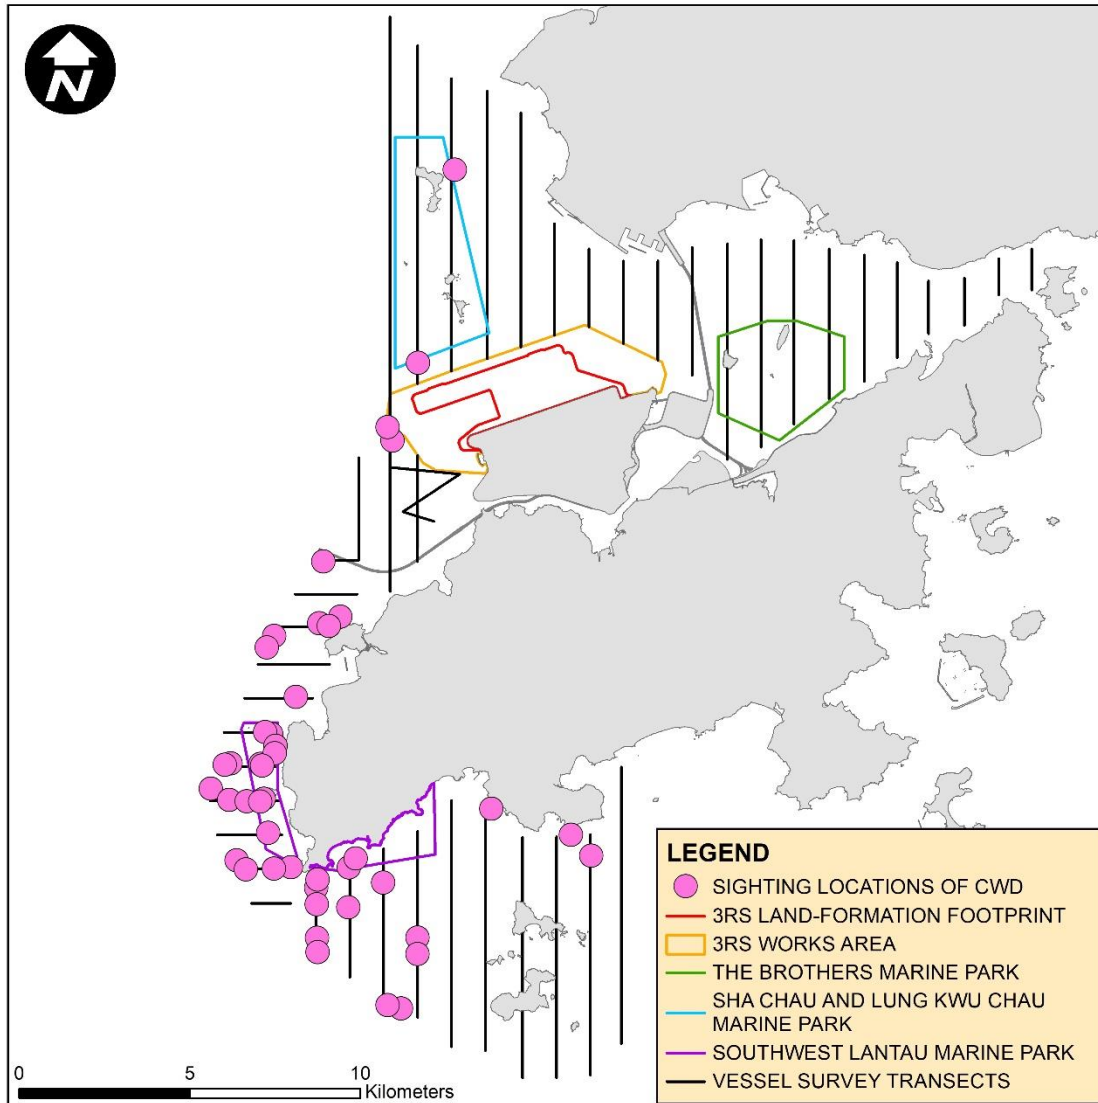 N
LEGEND
SIGHTING LOCATIONS OF CWD
3RS LAND-FORMATION FOOTPRINT
3RS WORKS AREA
THE BROTHERS MARINE PARK
SHA CHAU AND LUNG KWU CHAU
MARINE PARK
SOUTHWEST LANTAU MARINE PARK
VESSEL SURVEY TRANSECTS
0 5 10
Kilometers